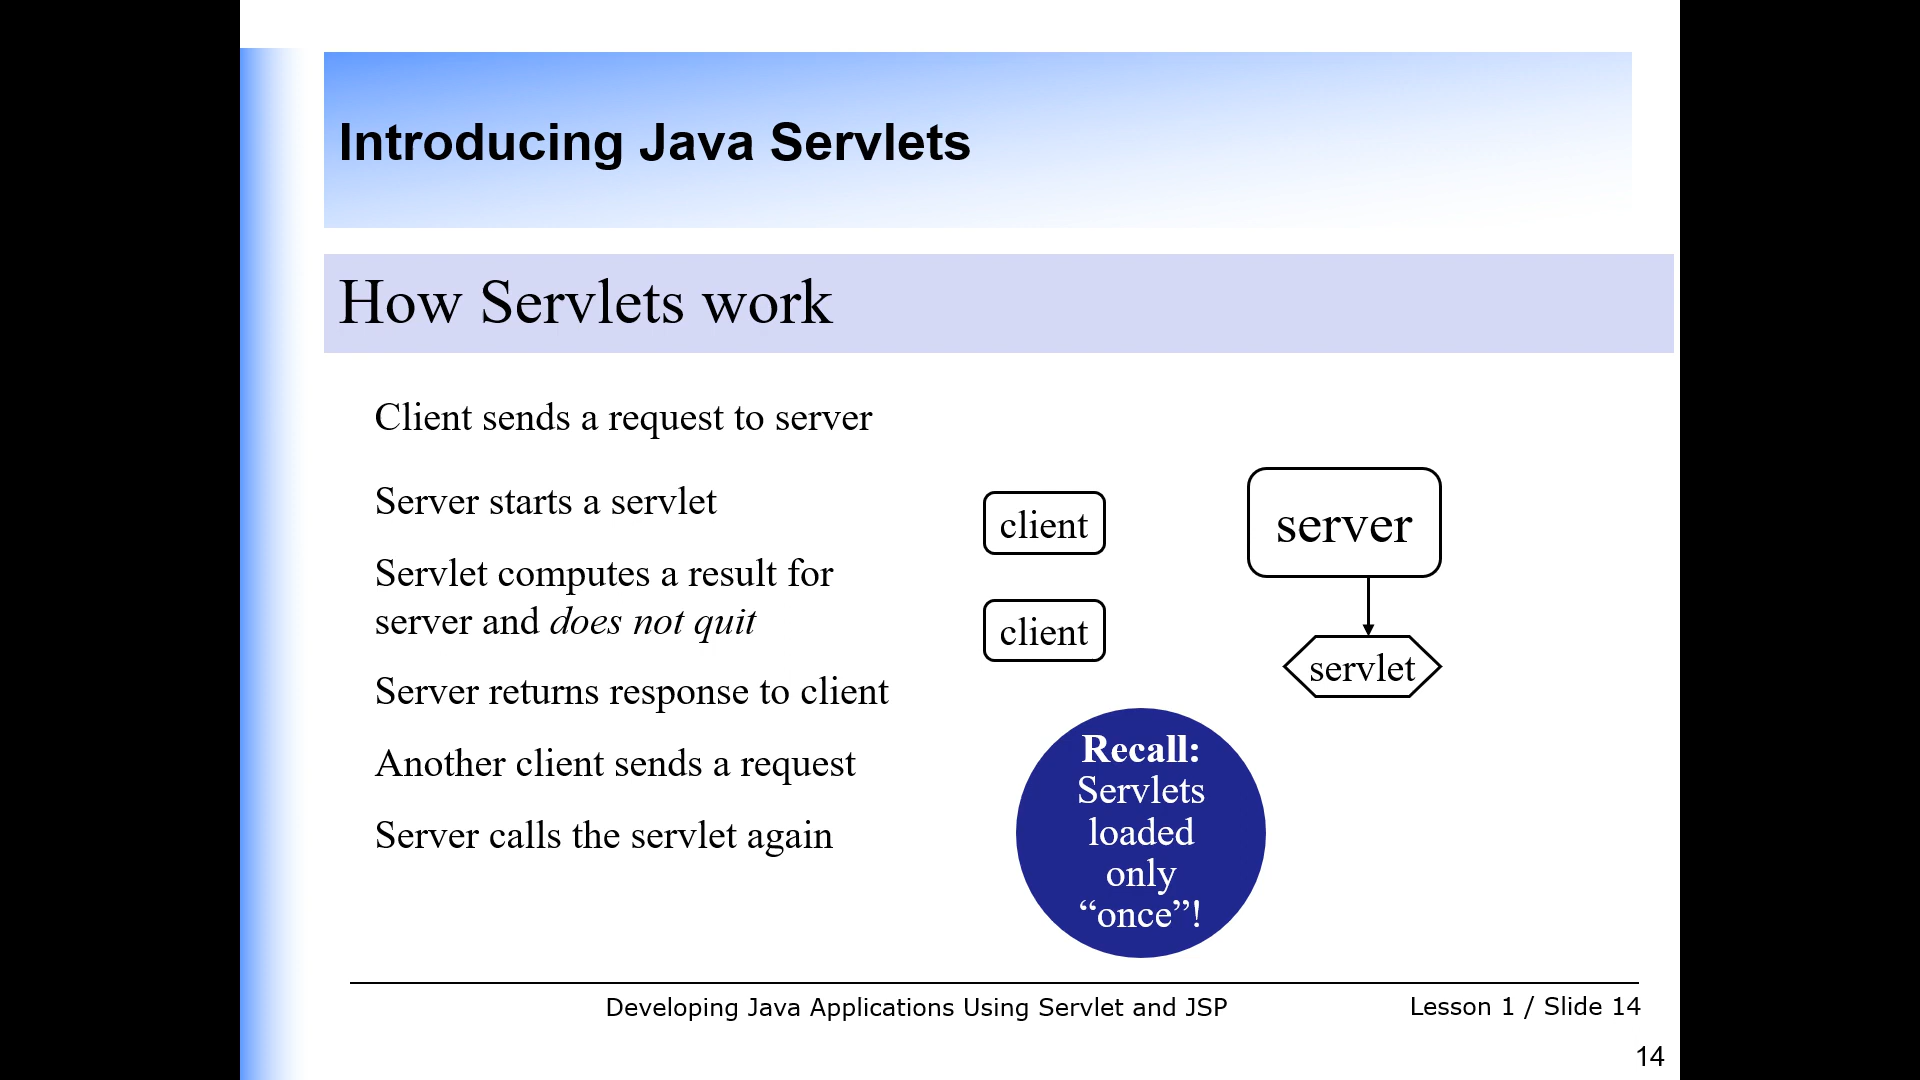 Introducing Java Servlets
How Servlets work
Client sends a request to server
Server starts a servlet
Servlet computes a result for
server and does not quit
Server returns response to client
Another client sends a request
Server calls the servlet again
client
client
server
servlet
Recall:
Servlets
loaded
only
“once”!
Developing Java Applications Using Servlet and JSP
Lesson 1 / Slide 14
14